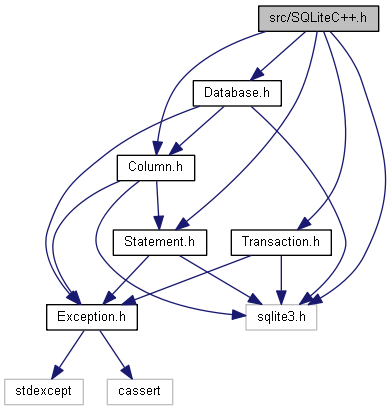 src/SQLiteC++.h
Database.h
Column.h
Statement.h
Transaction.h
Exception.h
sqlite3.h
stdexcept
cassert